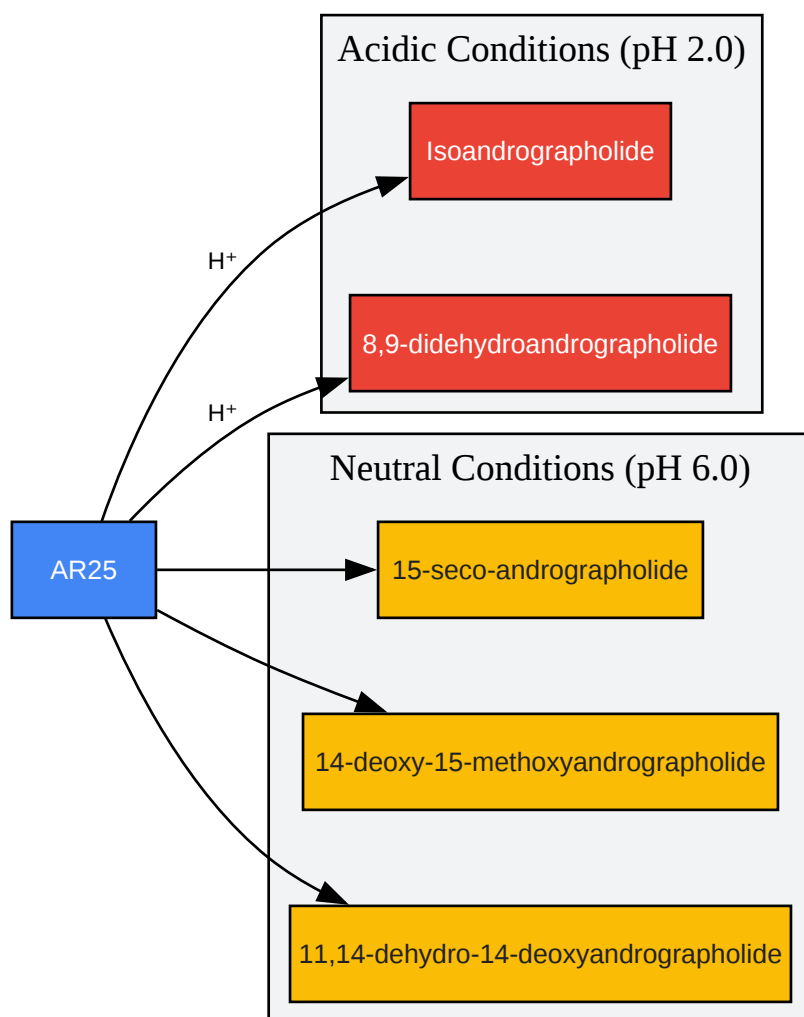 Acidic Conditions (pH 2.0)
Isoandrographolide
H⁺
8,9-didehydroandrographolide
H⁺
Neutral Conditions (pH 6.0)
AR25
15-seco-andrographolide
14-deoxy-15-methoxyandrographolide
11,14-dehydro-14-deoxyandrographolide